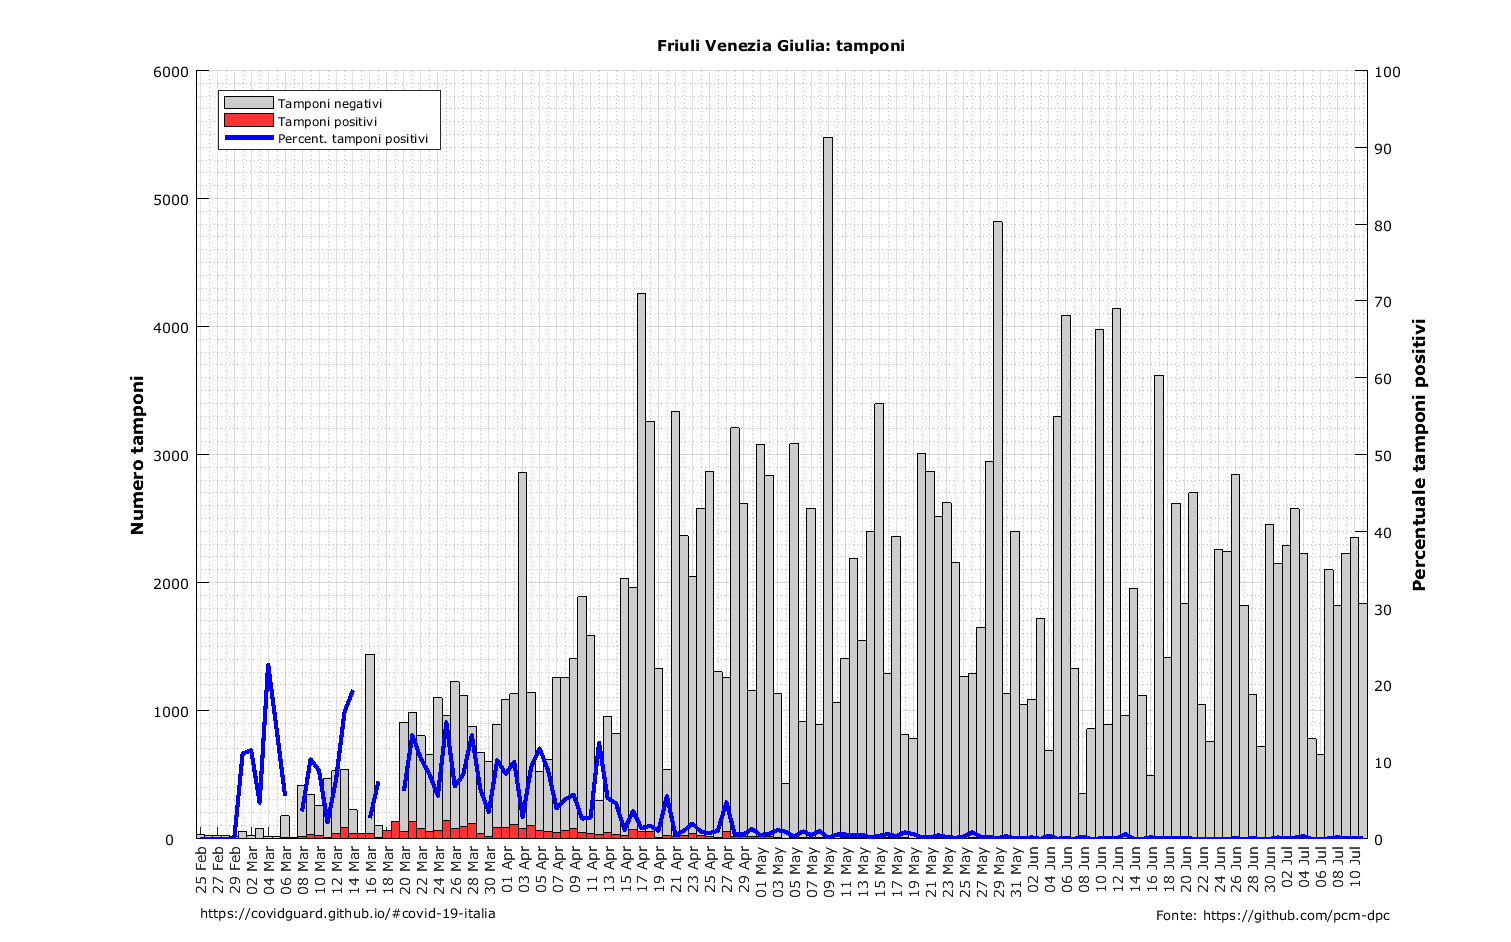 Friuli Venezia Giulia: tamponi
6000
5000
4000
3000
2000
1000
0
100
90
80
70
60
50
40
30
20
10
0
Tamponi negativi
Tamponi positivi
Percent. tamponi positivi
Numero tamponi
Percentuale tamponi positivi
25 Feb
27 Feb
29 Feb
02 Mar
04 Mar
06 Mar
08 Mar
10 Mar
12 Mar
14 Mar
16 Mar
18 Mar
20 Mar
22 Mar
24 Mar
26 Mar
28 Mar
30 Mar
01 Apr
03 Apr
05 Apr
07 Apr
09 Apr
11 Apr
13 Apr
15 Apr
17 Apr
19 Apr
21 Apr
23 Apr
25 Apr
27 Apr
29 Apr
01 May
03 May
05 May
07 May
09 May
11 May
13 May
15 May
17 May
19 May
21 May
23 May
25 May
27 May
29 May
31 May
02 Jun
04 Jun
06 Jun
08 Jun
10 Jun
12 Jun
14 Jun
16 Jun
18 Jun
20 Jun
22 Jun
24 Jun
26 Jun
28 Jun
30 Jun
02 Jul
04 Jul
06 Jul
08 Jul
10 Jul
https://covidguard.github.io/#covid-19-italia
Fonte: https://github.com/pcm-dpc